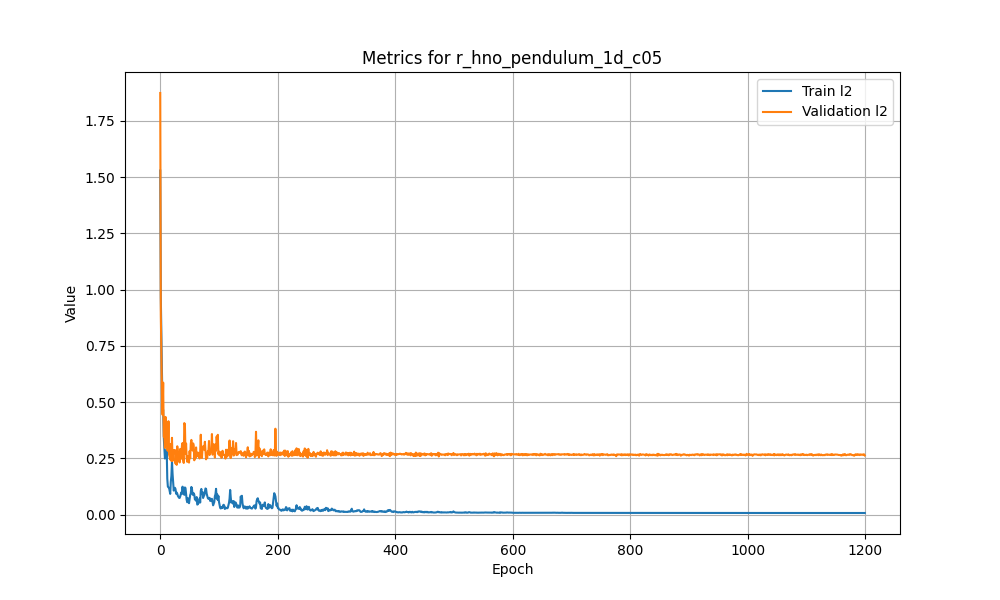 Metrics for r_hno_pendulum_1d_c05
Train l2
Validation l2
Value
1.75
1.50
1.25
1.00
0.75
0.50
0.25
0.00
0 200 400 600 800 1000 1200
Epoch